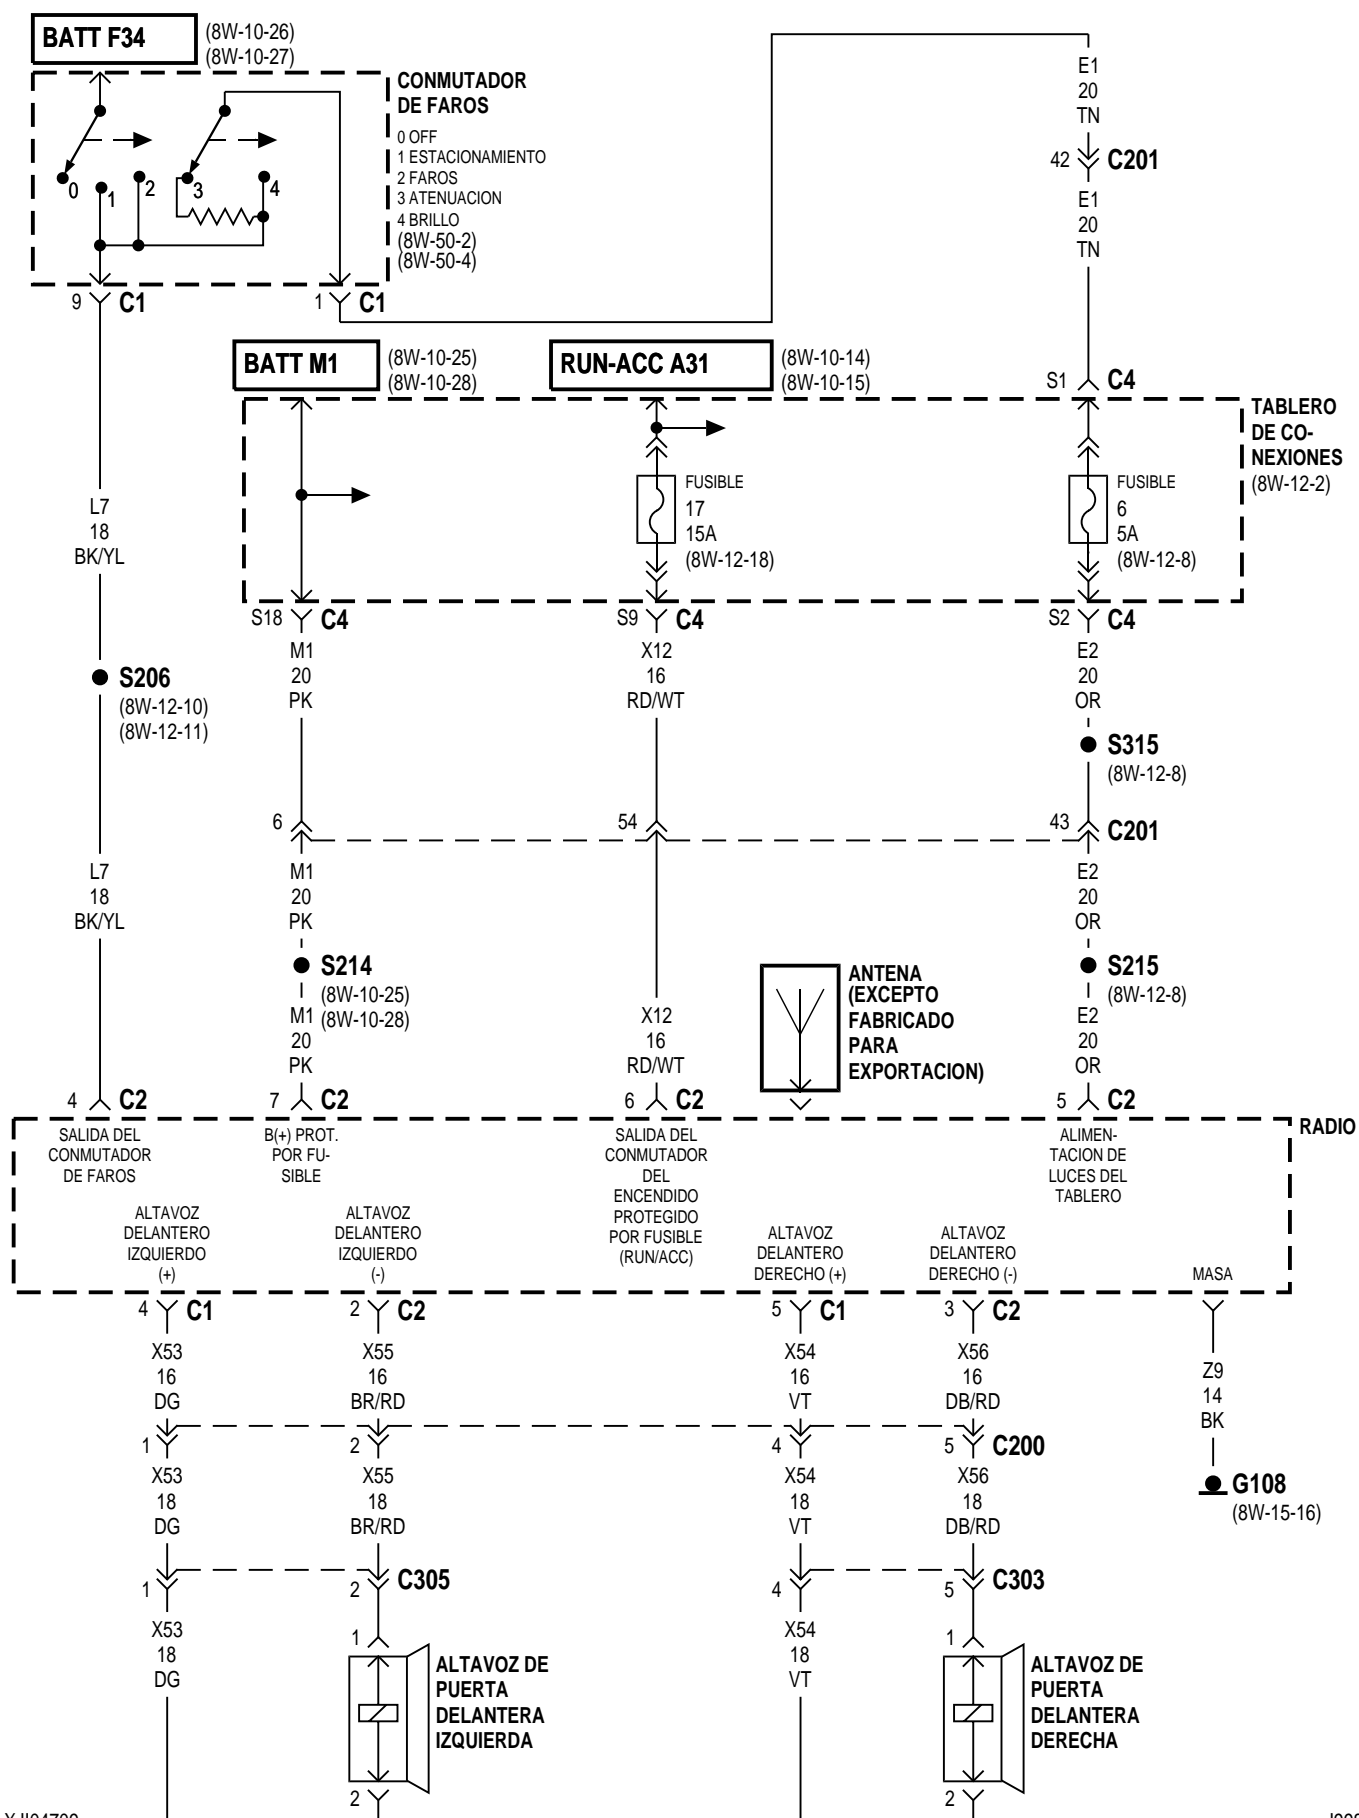 BATT F34
(8W-10-26)
(8W-10-27)
CONMUTADOR
DE FAROS
0 OFF
1 ESTACIONAMIENTO
2 FAROS
3 ATENUACION
4 BRILLO
(8W-50-2)
(8W-50-4)
0
1
2
3
4
9 C1
1 C1
E1
20
TN
42 C201
E1
20
TN
BATT M1
(8W-10-25)
(8W-10-28)
RUN-ACC A31
(8W-10-14)
(8W-10-15)
S1 C4
TABLERO
DE CO-
NEXIONES
(8W-12-2)
FUSIBLE
17
15A
(8W-12-18)
FUSIBLE
6
5A
(8W-12-8)
L7
18
BK/YL
S18 C4
S9 C4
S2 C4
M1
20
PK
X12
16
RD/WT
E2
20
OR
S206
(8W-12-10)
(8W-12-11)
S315
(8W-12-8)
6
54
43 C201
L7
18
BK/YL
M1
20
PK
E2
20
OR
S214
(8W-10-25)
(8W-10-28)
S215
(8W-12-8)
ANTENA
(EXCEPTO
FABRICADO
PARA
EXPORTACION)
M1
20
PK
X12
16
RD/WT
E2
20
OR
4 C2
7 C2
6 C2
5 C2
RADIO
SALIDA DEL
CONMUTADOR
DE FAROS
B(+) PROT.
POR FU-
SIBLE
SALIDA DEL
CONMUTADOR
DEL
ENCENDIDO
PROTEGIDO
POR FUSIBLE
(RUN/ACC)
ALIMEN-
TACION DE
LUCES DEL
TABLERO
ALTAVOZ
DELANTERO
IZQUIERDO
(+)
ALTAVOZ
DELANTERO
IZQUIERDO
(-)
ALTAVOZ
DELANTERO
DERECHO (+)
ALTAVOZ
DELANTERO
DERECHO (-)
MASA
4 C1
2 C2
5 C1
3 C2
X53
16
DG
X55
16
BR/RD
X54
16
VT
X56
16
DB/RD
Z9
14
BK
1
2
4
5 C200
X53
18
DG
X55
18
BR/RD
X54
18
VT
X56
18
DB/RD
G108
(8W-15-16)
1
2 C305
4
5 C303
X53
18
DG
1
ALTAVOZ DE
PUERTA
DELANTERA
IZQUIERDA
2
X54
18
VT
1
ALTAVOZ DE
PUERTA
DELANTERA
DERECHA
2